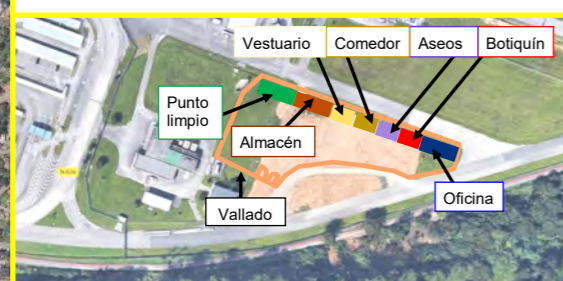 Vestuario
Comedor
Aseos
Botiquín
Punto
limpio
Almacén
Vallado
Oficina